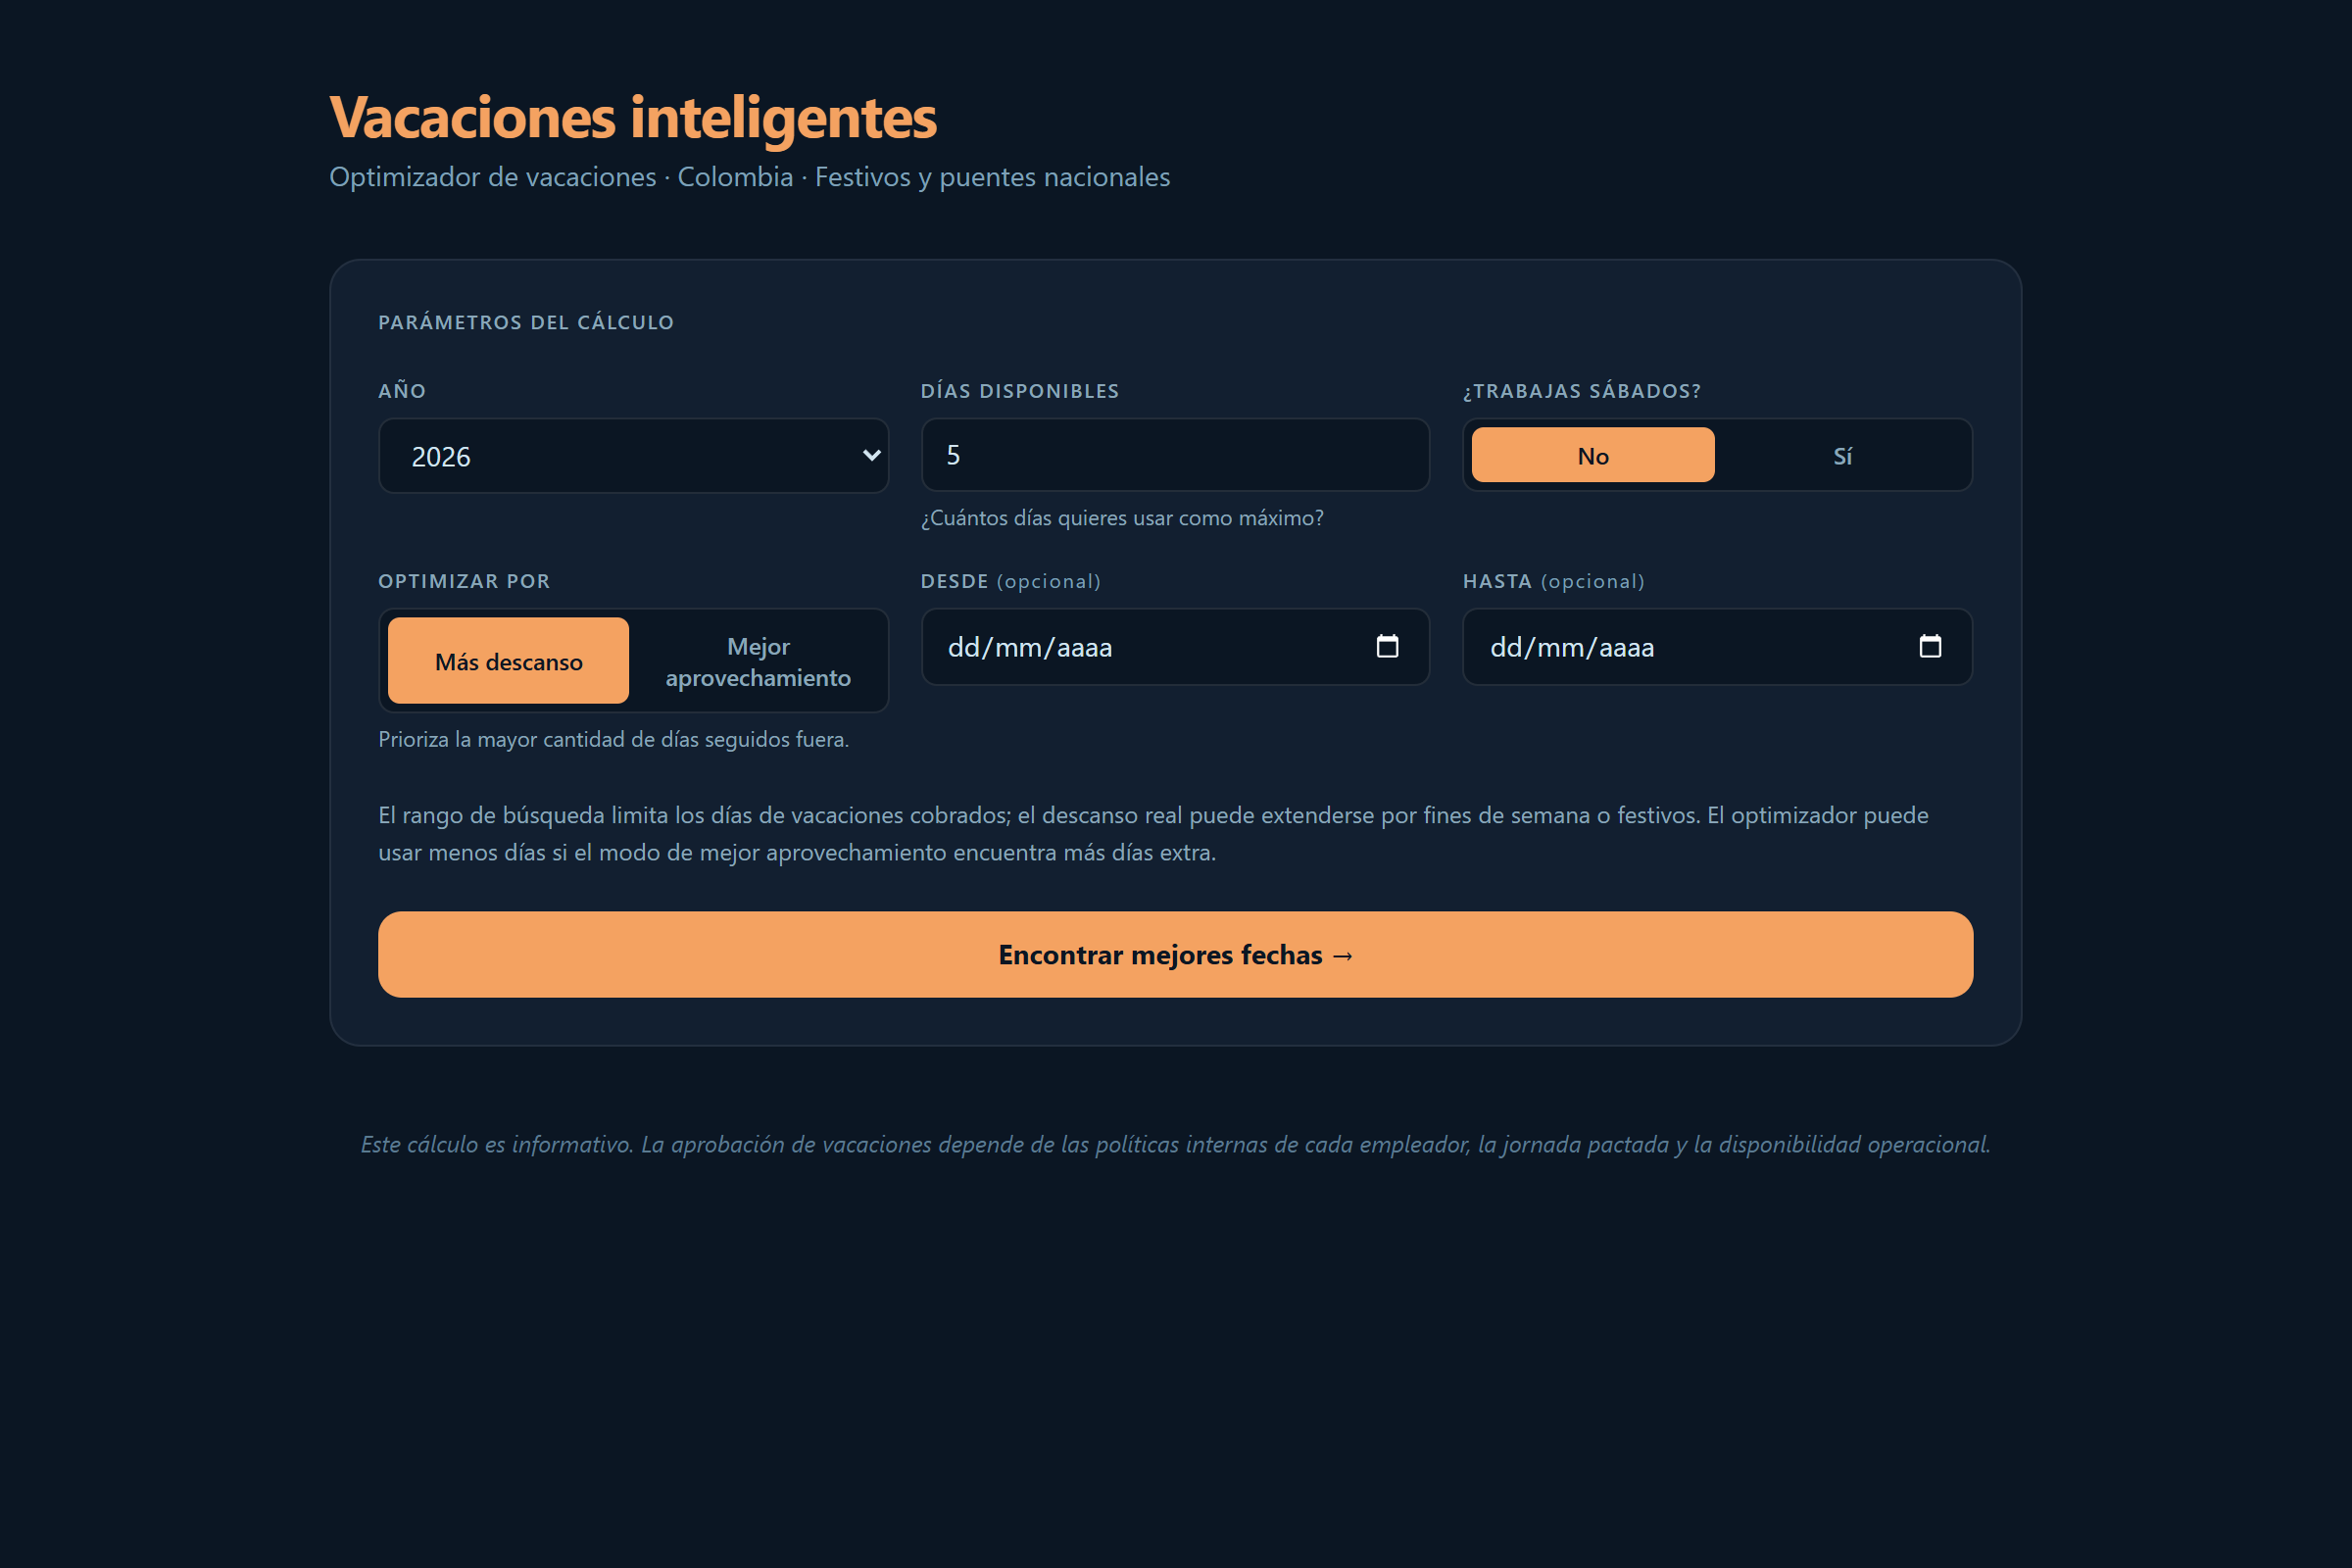 Vacaciones inteligentes
Optimizador de vacaciones · Colombia · Festivos y puentes nacionales
PARÁMETROS DEL CÁLCULO
AÑO
2026
DÍAS DISPONIBLES
5
¿Cuántos días quieres usar como máximo?
¿TRABAJAS SÁBADOS?
No
Sí
OPTIMIZAR POR
Más descanso
Mejor
aprovechamiento
Prioriza la mayor cantidad de días seguidos fuera.
DESDE (opcional)
dd/mm/aaaa
HASTA (opcional)
dd/mm/aaaa
El rango de búsqueda limita los días de vacaciones cobrados; el descanso real puede extenderse por fines de semana o festivos. El optimizador puede
usar menos días si el modo de mejor aprovechamiento encuentra más días extra.
Encontrar mejores fechas →
Este cálculo es informativo. La aprobación de vacaciones depende de las políticas internas de cada empleador, la jornada pactada y la disponibilidad operacional.